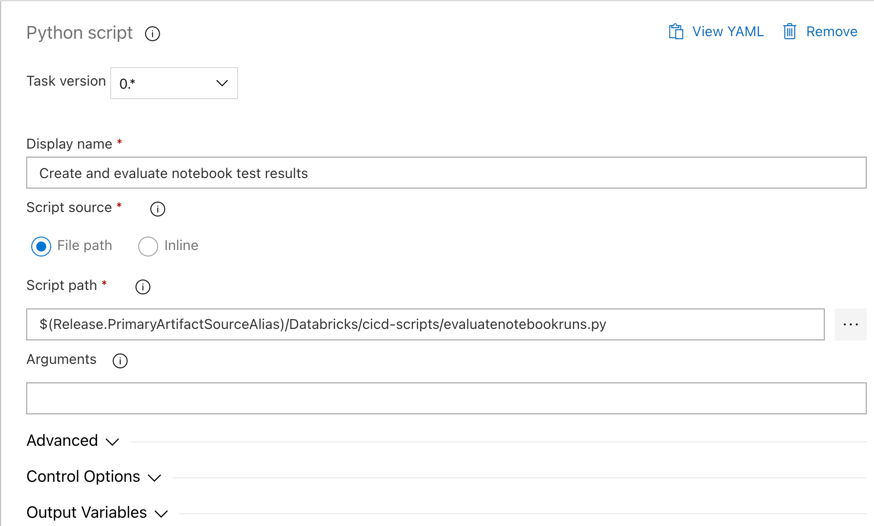 Python script
View YAML
Remove
Task version
0.*
Display name *
Create and evaluate notebook test results
Script source *
File path
Inline
Script path *
$(Release.PrimaryArtifactSourceAlias)/Databricks/cicd-scripts/evaluatenotebookruns.py
...
Arguments
Advanced
Control Options
Output Variables